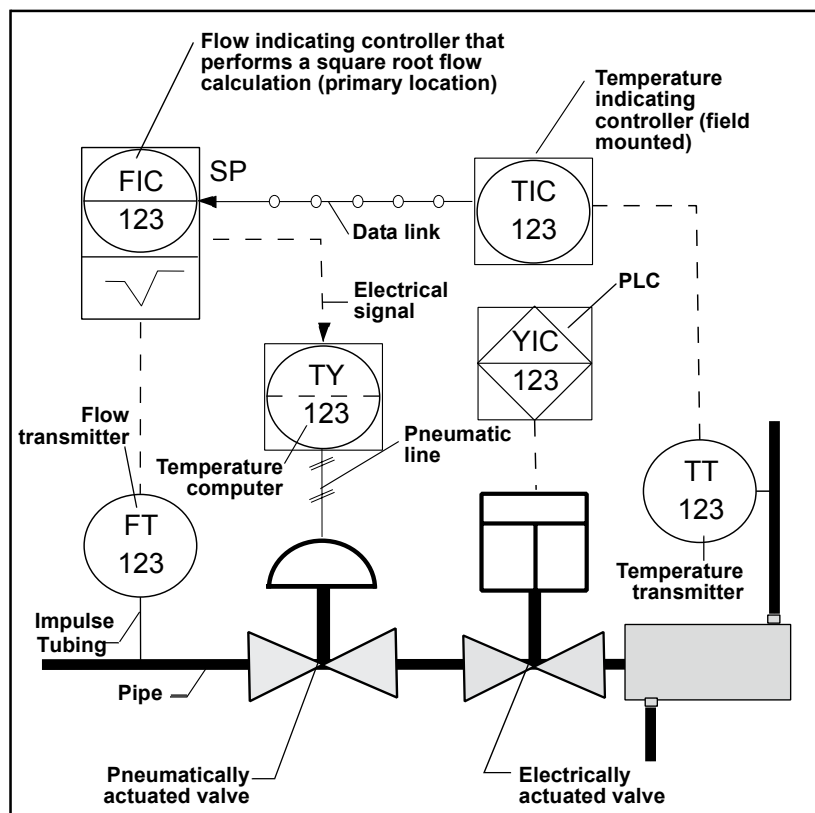 Flow indicating controller that
performs a square root flow
calculation (primary location)
Temperature
indicating
controller (field
mounted)
FIC
123
SP
TIC
123
Data link
Electrical
signal
PLC
YIC
123
TY
123
Flow
transmitter
Temperature
computer
Pneumatic
line
FT
123
TT
123
Temperature
transmitter
Impulse
Tubing
Pipe
Pneumatically
actuated valve
Electrically
actuated valve